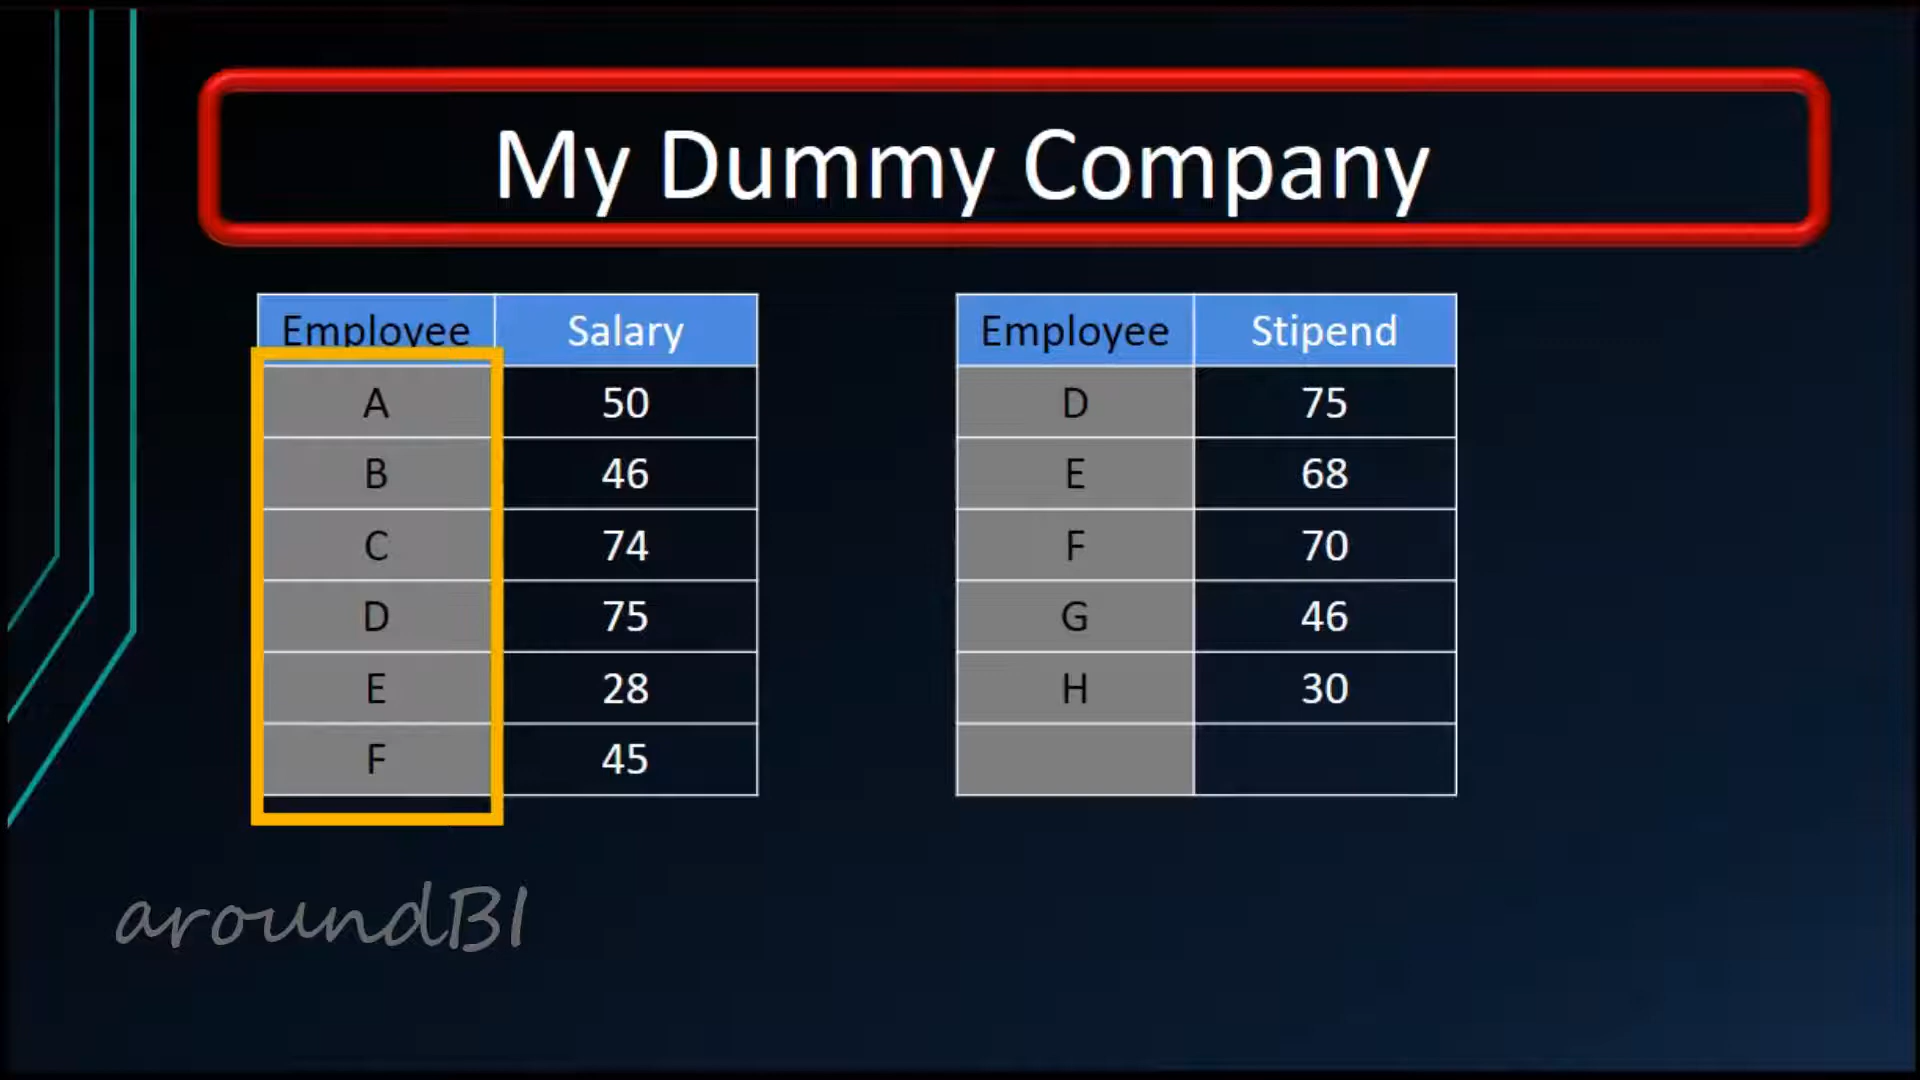 My Dummy Company
Employee Salary
A 50
B 46
C 74
D 75
E 28
F 45
Employee Stipend
D 75
E 68
F 70
G 46
H 30
aroundBI